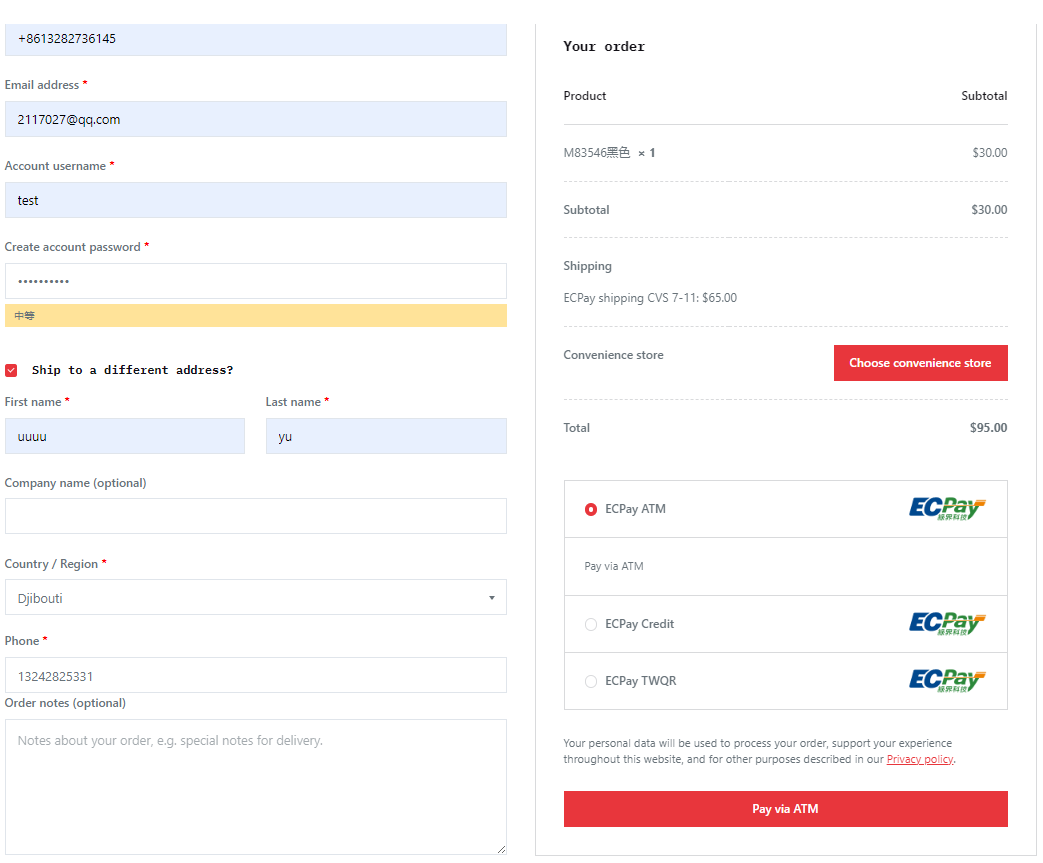 +8613282736145
Email address *
2117027@qq.com
Account username *
test
Create account password *
••••••••••
中等
Ship to a different address?
First name *
Last name *
uuuu
yu
Company name (optional)
Country / Region *
Djibouti
Phone *
13242825331
Order notes (optional)
Notes about your order, e.g. special notes for delivery.
Your order
Product
Subtotal
M83546黑色 × 1
$30.00
Subtotal
$30.00
Shipping
ECPay shipping CVS 7-11: $65.00
Convenience store
Choose convenience store
Total
$95.00
ECPay ATM
ECPay
綠界科技
Pay via ATM
ECPay Credit
ECPay
綠界科技
ECPay TWQR
ECPay
綠界科技
Your personal data will be used to process your order, support your experience
throughout this website, and for other purposes described in our Privacy policy.
Pay via ATM